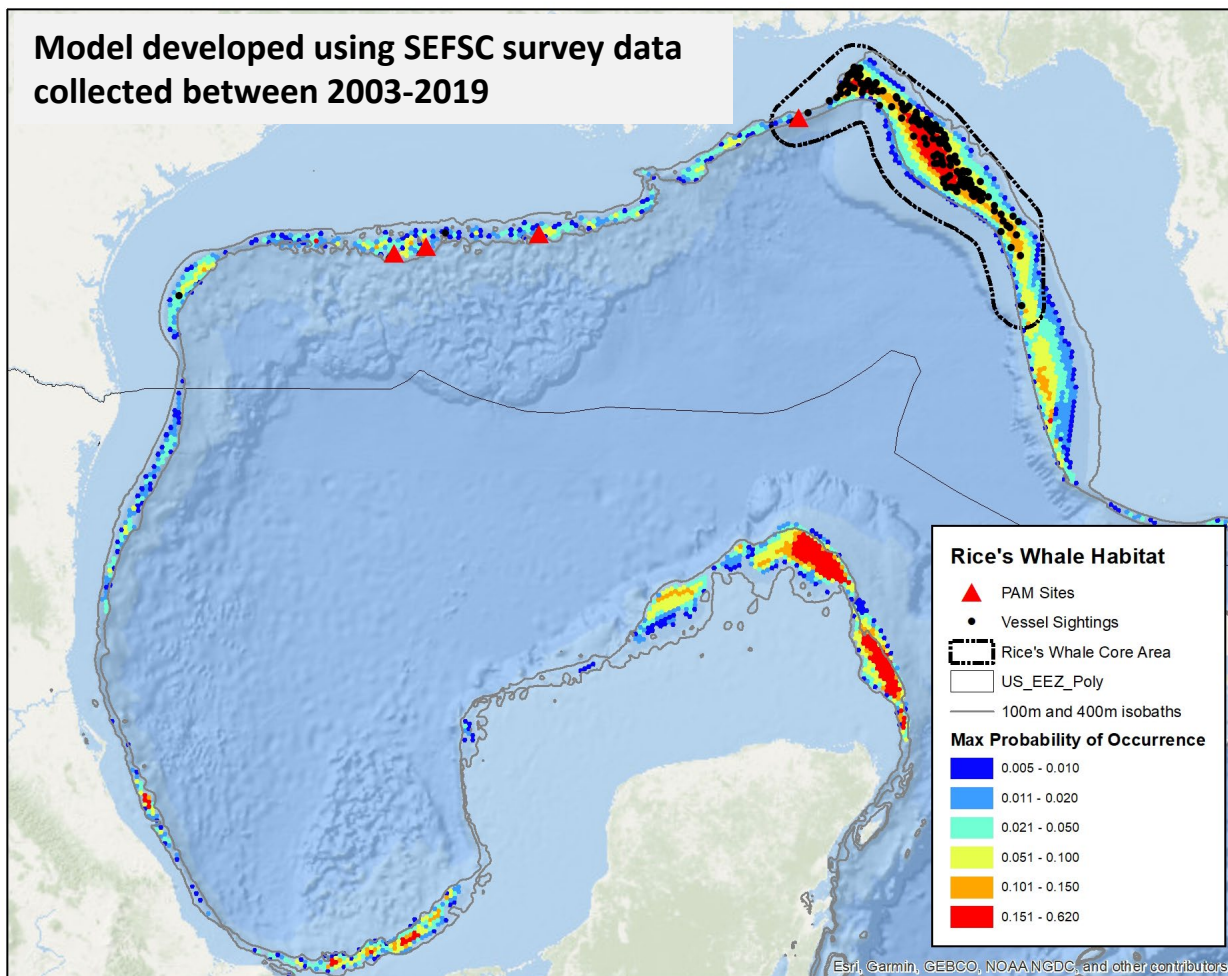 Model developed using SEFSC survey data
collected between 2003-2019
Rice's Whale Habitat
PAM Sites
Vessel Sightings
Rice's Whale Core Area
US_EEZ_Poly
100m and 400m isobaths
Max Probability of Occurrence
0.005 - 0.010
0.011 - 0.020
0.021 - 0.050
0.051 - 0.100
0.101 - 0.150
0.151 - 0.620
Esri, Garmin, GEBCO, NOAA NGDC, and other contributors